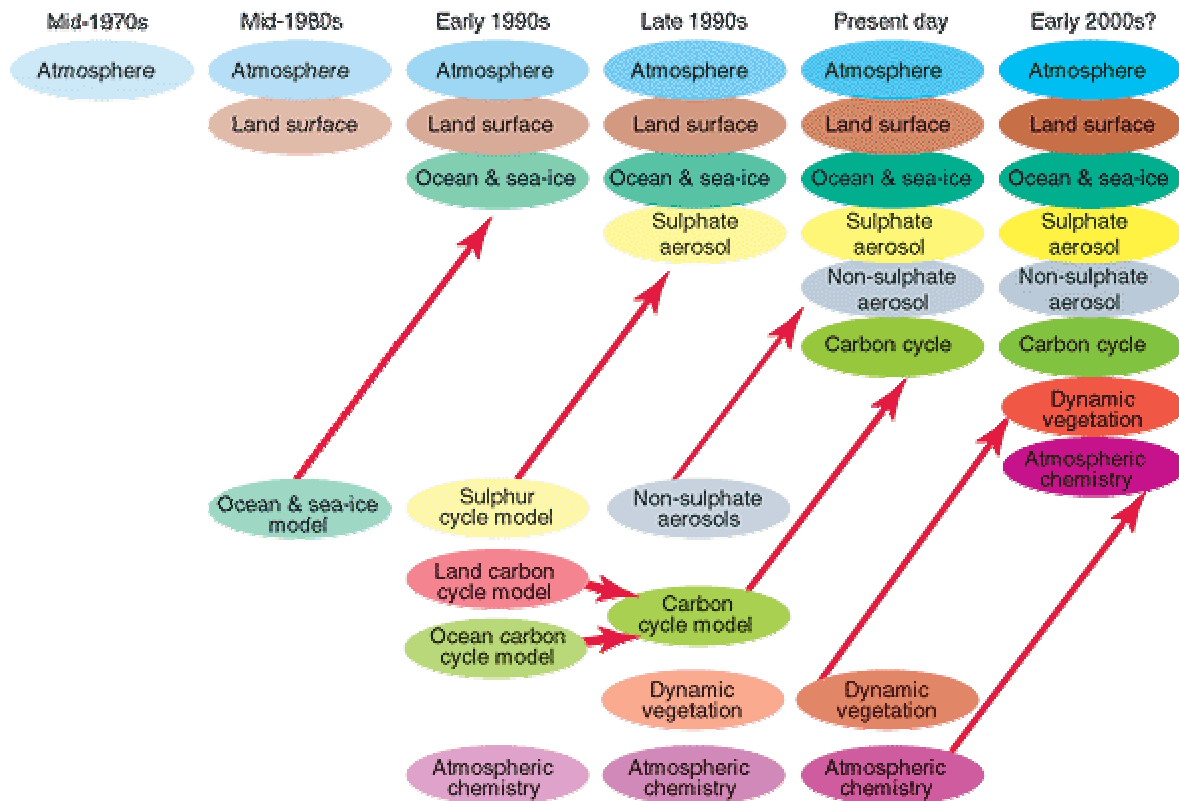 Mid-1970s
Mid-1980s
Early 1990s
Late 1990s
Present day
Early 2000s?
Atmosphere
Atmosphere
Atmosphere
Atmosphere
Atmosphere
Atmosphere
Land surface
Land surface
Land surface
Land surface
Land surface
Ocean & sea-ice
Ocean & sea-ice
Ocean & sea-ice
Ocean & sea-ice
Sulphate
aerosol
Sulphate
aerosol
Sulphate
aerosol
Non-sulphate
aerosol
Non-sulphate
aerosol
Carbon cycle
Carbon cycle
Dynamic
vegetation
Atmospheric
chemistry
Ocean & sea-ice
model
Sulphur
cycle model
Non-sulphate
aerosols
Land carbon
cycle model
Carbon
cycle model
Ocean carbon
cycle model
Dynamic
vegetation
Dynamic
vegetation
Atmospheric
chemistry
Atmospheric
chemistry
Atmospheric
chemistry